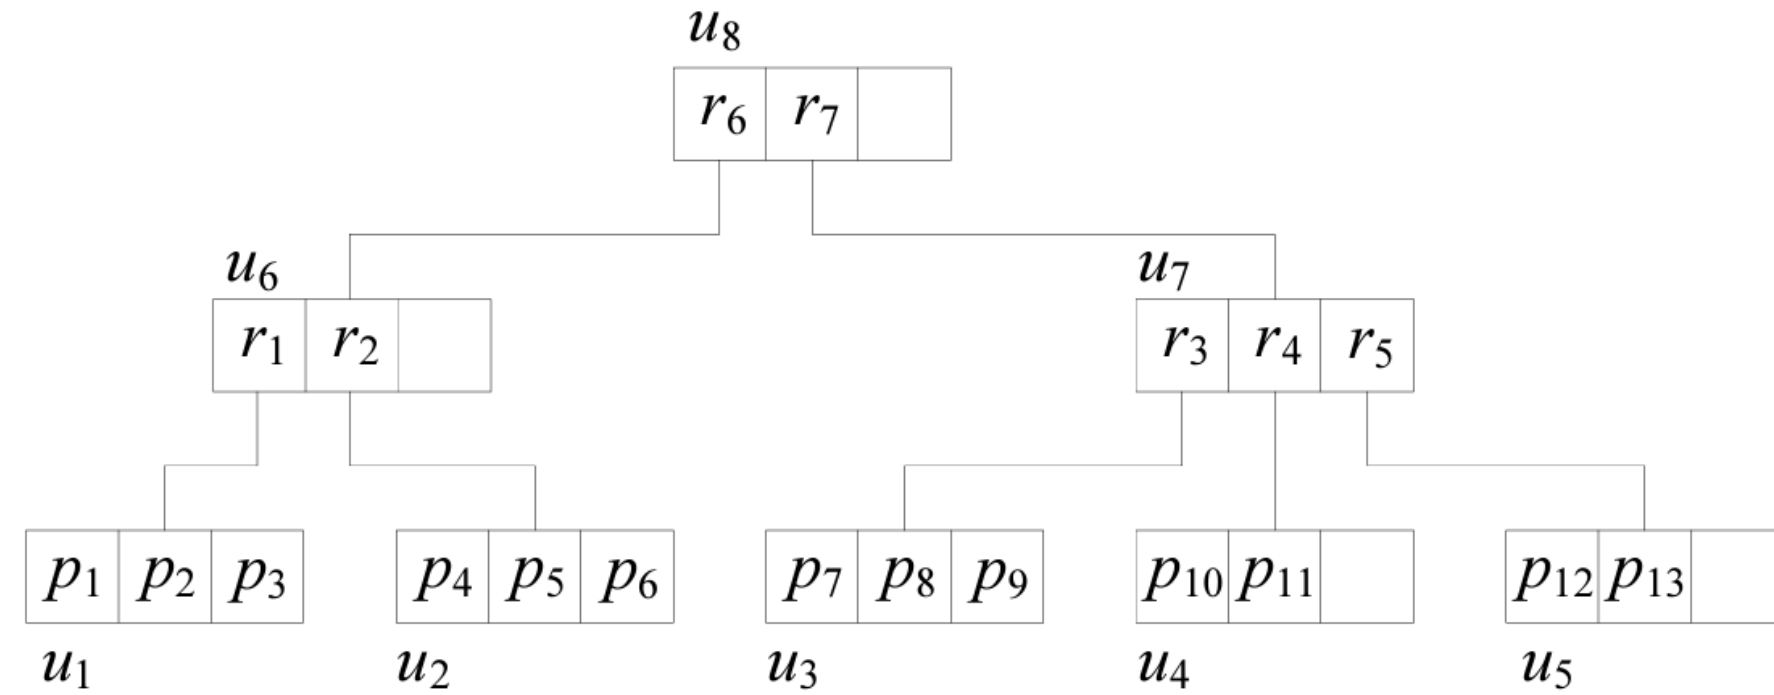 u₈
r₆ r₇
u₆ u₇
r₁ r₂ r₃ r₄ r₅
p₁ p₂ p₃ p₄ p₅ p₆ p₇ p₈ p₉ p₁₀ p₁₁ p₁₂ p₁₃
u₁ u₂ u₃ u₄ u₅